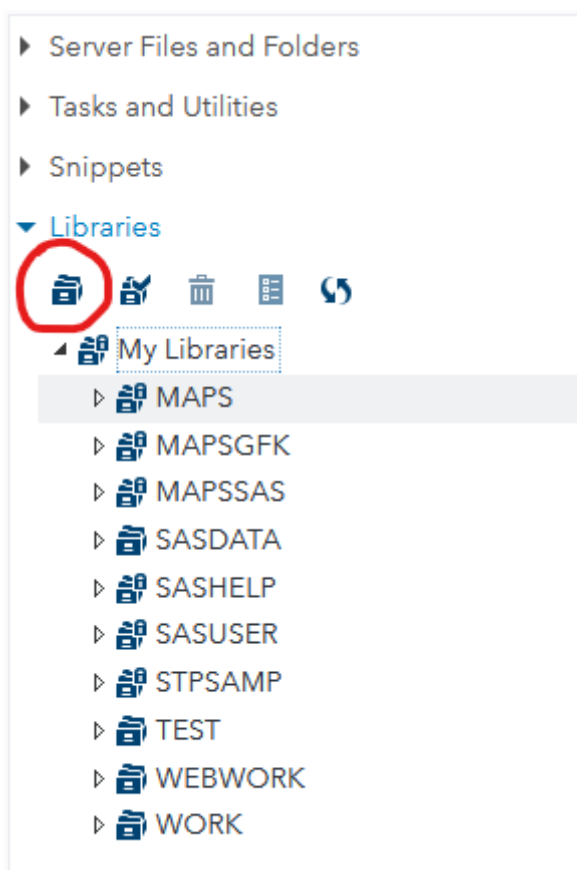 Server Files and Folders
Tasks and Utilities
Snippets
Libraries
My Libraries
MAPS
MAPSGFK
MAPSSAS
SASDATA
SASHELP
SASUSER
STPSAMP
TEST
WEBWORK
WORK